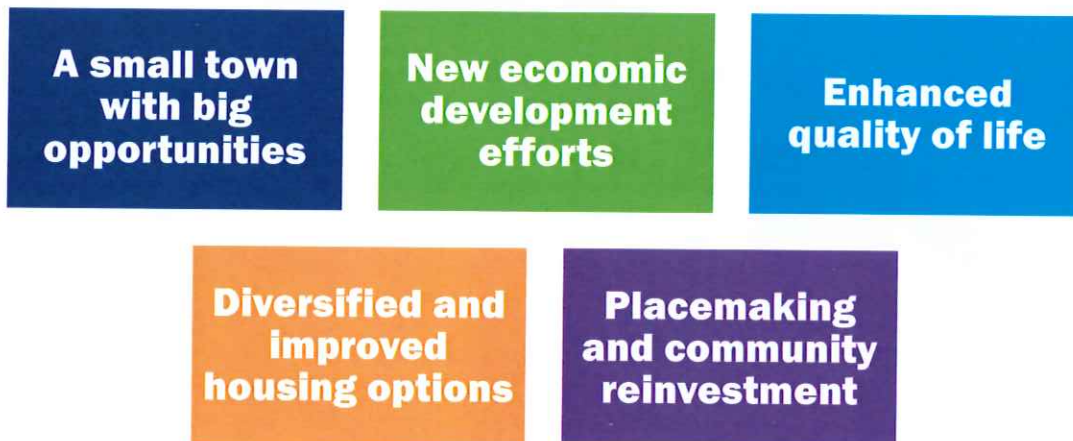 A small town
with big
opportunities
New economic
development
efforts
Enhanced
quality of life
Diversified and
improved
housing options
Placemaking
and community
reinvestment